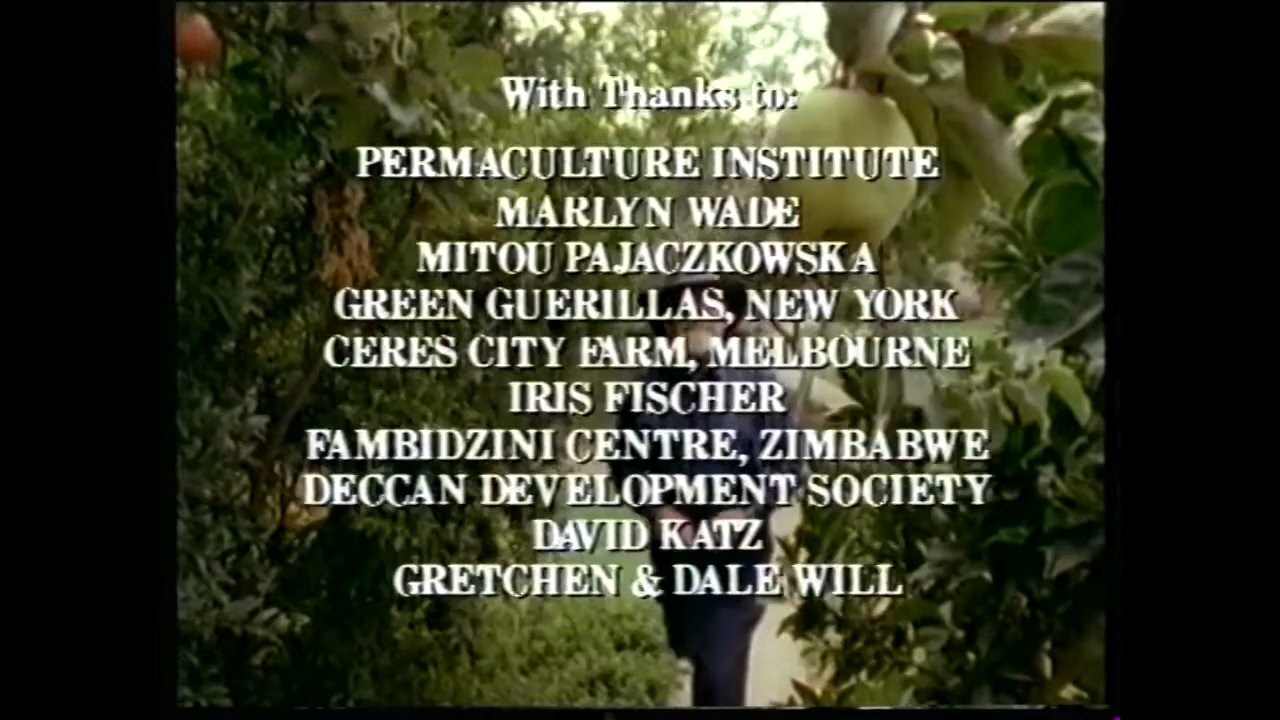 With Thanks to:
PERMACULTURE INSTITUTE
MARLYN WADE
MITOU PAJACZKOWSKA
GREEN GUERILLAS, NEW YORK
CERES CITY FARM, MELBOURNE
IRIS FISCHER
FAMBIDZINI CENTRE, ZIMBABWE
DECCAN DEVELOPMENT SOCIETY
DAVID KATZ
GRETCHEN & DALE WILL